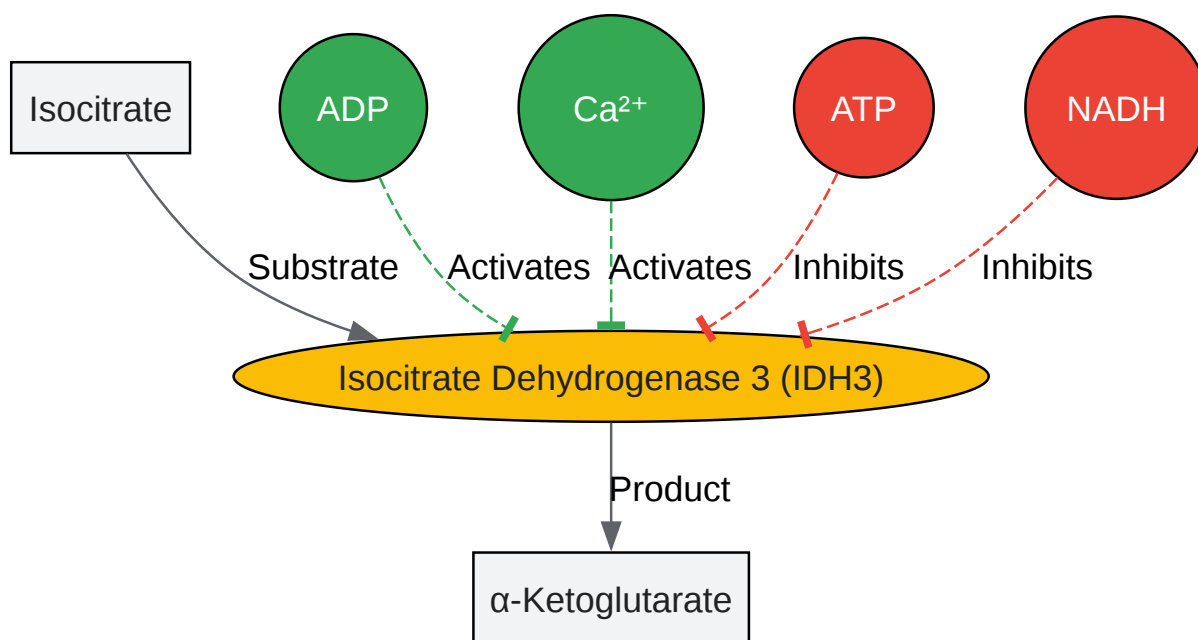 Isocitrate
ADP
Ca²⁺
ATP
NADH
Substrate
Activates
Activates
Inhibits
Inhibits
Isocitrate Dehydrogenase 3 (IDH3)
Product
α-Ketoglutarate